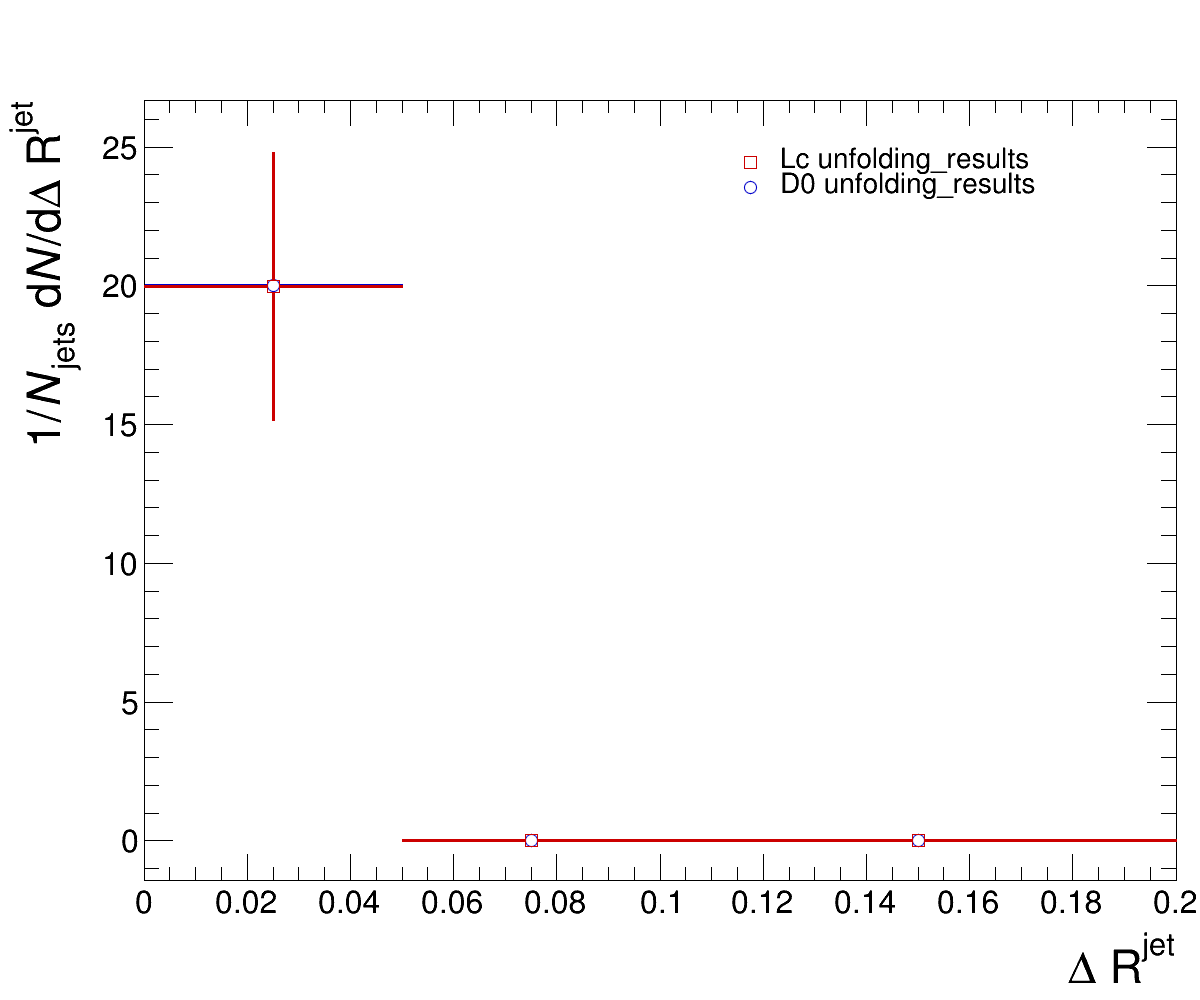 1/N_jets dN/dΔ R^jet
25
20
15
10
5
0
Lc unfolding_results
D0 unfolding_results
0 0.02 0.04 0.06 0.08 0.1 0.12 0.14 0.16 0.18 0.2
Δ R^jet